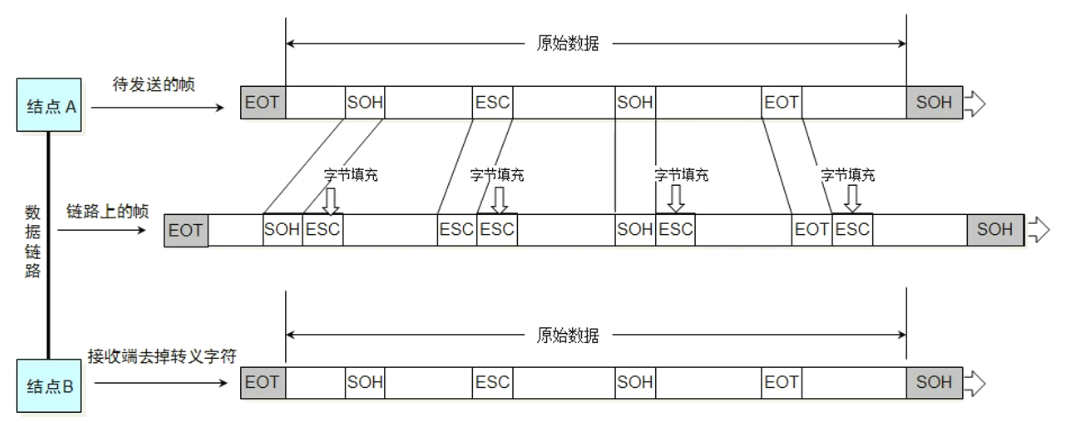 原始数据
结点A
待发送的帧
EOT SOH ESC SOH EOT SOH
字节填充 字节填充 字节填充 字节填充
数据链路
链路上的帧
EOT SOH ESC ESC ESC SOH ESC EOT ESC SOH
原始数据
结点B
接收端去掉转义字符
EOT SOH ESC SOH EOT SOH